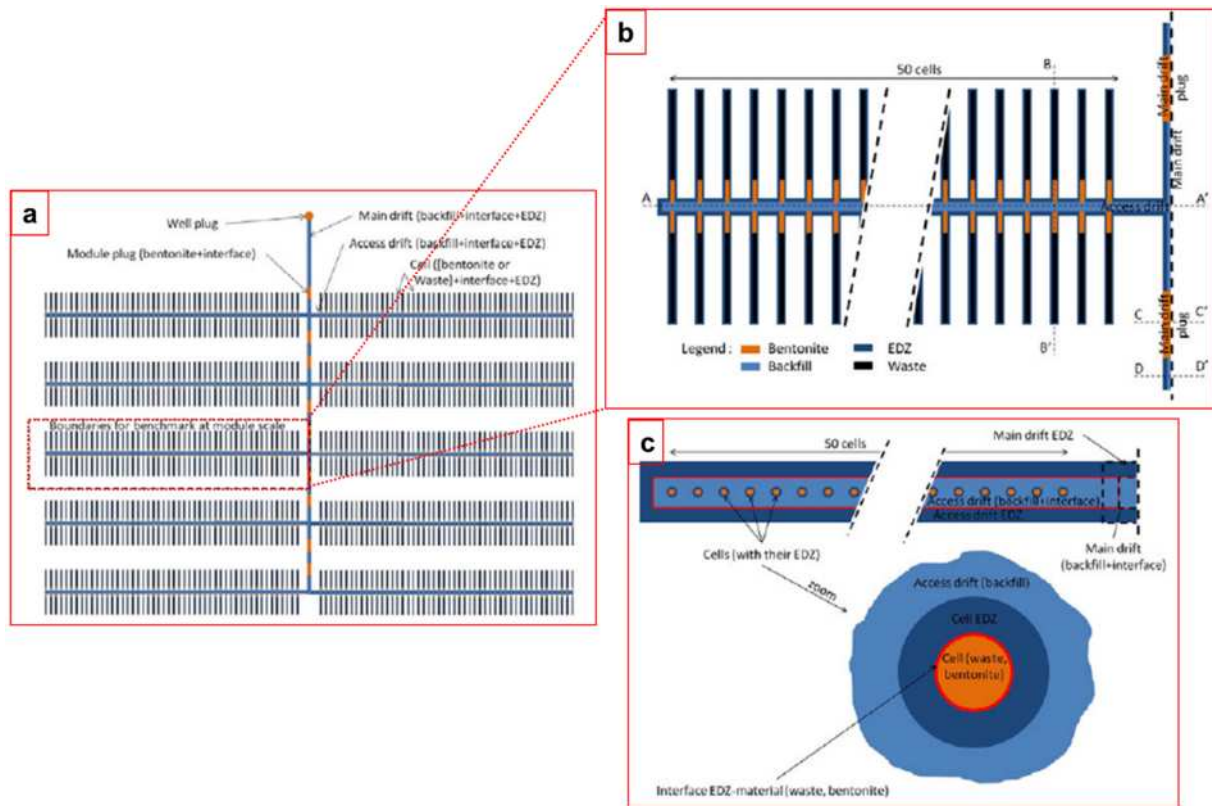 a
Well plug
Main drift (backfill+interface+EDZ)
Access drift (backfill+interface+EDZ)
Module plug (bentonite+interface)
Cell ([bentonite or
Waste]+interface+EDZ)
Boundaries for benchmark at module scale
b
50 cells
B
Main drift
plug
Main drift
A
Access drift
A'
Main drift
plug
C
C'
B'
D
D'
Legend :
Bentonite
EDZ
Backfill
Waste
c
50 cells
Main drift EDZ
Access drift (backfill+interface)
Access drift EDZ
Cells (with their EDZ)
Main drift
(backfill+interface)
zoom
Access drift (backfill)
Cell EDZ
Cell (waste,
bentonite)
Interface EDZ-material (waste, bentonite)